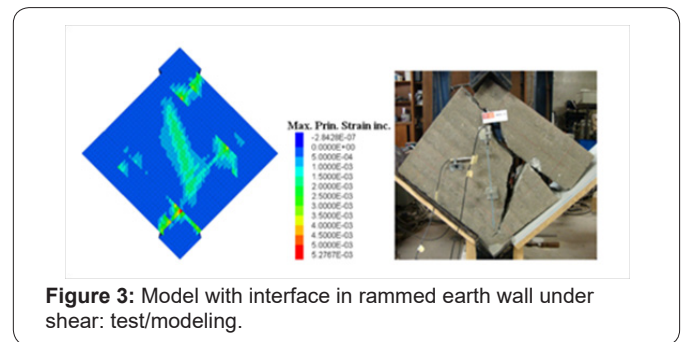 Max. Prin. Strain inc.
-2.8428E-07
0.0000E+00
5.0000E-04
1.0000E-03
1.5000E-03
2.0000E-03
2.5000E-03
3.0000E-03
3.5000E-03
4.0000E-03
4.5000E-03
5.0000E-03
5.2767E-03
Figure 3: Model with interface in rammed earth wall under
shear: test/modeling.